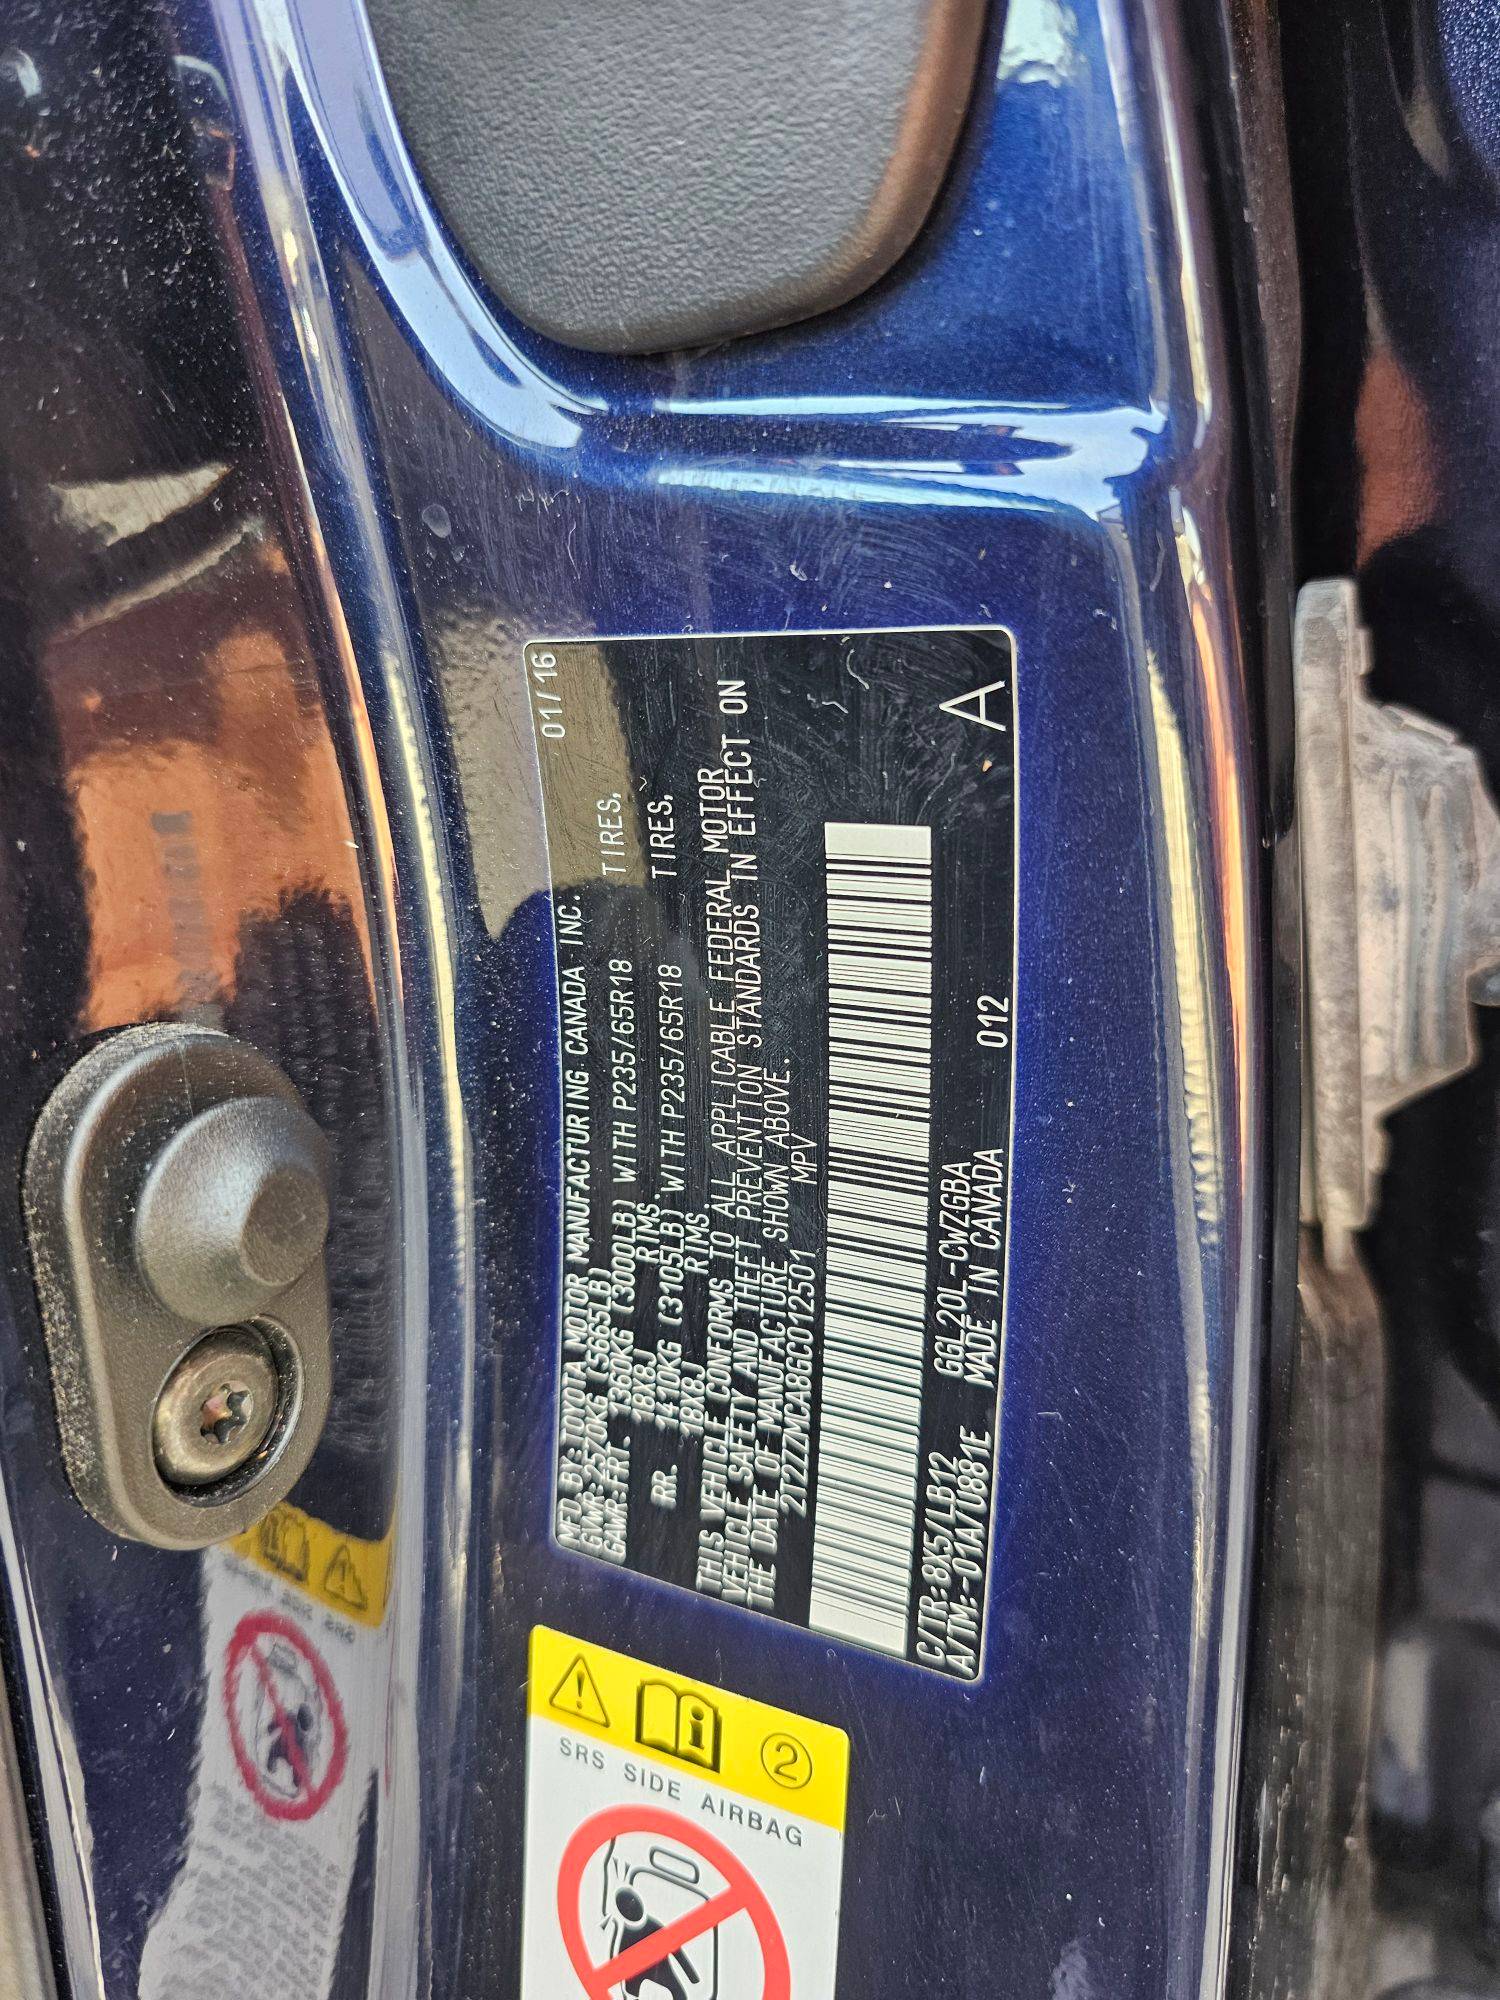 MFD.BY:TOYOTA MOTOR MANUFACTURING CANADA INC. 01/16
GVWR:2570KG (5665LB)
GAWR:FRT. 1360KG (3000LB) WITH P235/65R18 TIRES,
18X8J RIMS,
RR. 1410KG (3105LB) WITH P235/65R18 TIRES,
18X8J RIMS,
THIS VEHICLE CONFORMS TO ALL APPLICABLE FEDERAL MOTOR
VEHICLE SAFETY AND THEFT PREVENTION STANDARDS IN EFFECT ON
THE DATE OF MANUFACTURE SHOWN ABOVE.
2T2ZZMCA8GC012501 MPV
C/TR:8X5/LB12 GGL20L-CWZGBA
A/TM:-01A/U881E MADE IN CANADA 012 A
2
SRS SIDE AIRBAG